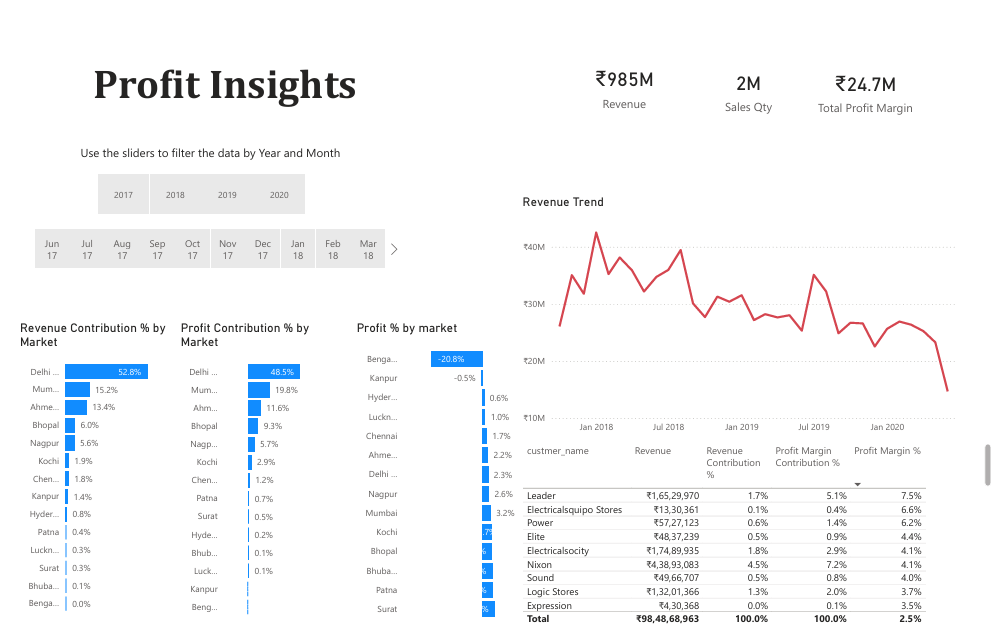 Profit Insights
₹985M
Revenue
2M
Sales Qty
₹24.7M
Total Profit Margin
Use the sliders to filter the data by Year and Month
2017 2018 2019 2020
Jun Jul Aug Sep Oct Nov Dec Jan Feb Mar
17 17 17 17 17 17 17 18 18 18
Revenue Trend
₹40M
₹30M
₹20M
₹10M
Jan 2018 Jul 2018 Jan 2019 Jul 2019 Jan 2020
Revenue Contribution % by
Market
Delhi ... 52.8%
Mum... 15.2%
Ahme... 13.4%
Bhopal 6.0%
Nagpur 5.6%
Kochi 1.9%
Chen... 1.8%
Kanpur 1.4%
Hyder... 0.8%
Patna 0.4%
Luckn... 0.3%
Surat 0.3%
Bhuba... 0.1%
Benga... 0.0%
Profit Contribution % by
Market
Delhi ... 48.5%
Mum... 19.8%
Ahm... 11.6%
Bhopal 9.3%
Nagp... 5.7%
Kochi 2.9%
Chen... 1.2%
Patna 0.7%
Surat 0.5%
Hyde... 0.2%
Bhub... 0.1%
Luck... 0.1%
Kanpur
Beng...
Profit % by market
Benga... -20.8%
Kanpur -0.5%
Hyder... 0.6%
Luckn... 1.0%
Chennai 1.7%
Ahme... 2.2%
Delhi ... 2.3%
Nagpur 2.6%
Mumbai 3.2%
Kochi
Bhopal %
Bhuba... %
Patna %
Surat %
custmer_name Revenue Revenue Profit Margin Profit Margin %
Contribution Contribution %
%
Leader ₹1,65,29,970 1.7% 5.1% 7.5%
Electricalsquipo Stores ₹13,30,361 0.1% 0.4% 6.6%
Power ₹57,27,123 0.6% 1.4% 6.2%
Elite ₹48,37,239 0.5% 0.9% 4.4%
Electricalsocity ₹1,74,89,935 1.8% 2.9% 4.1%
Nixon ₹4,38,93,083 4.5% 7.2% 4.1%
Sound ₹49,66,707 0.5% 0.8% 4.0%
Logic Stores ₹1,32,01,366 1.3% 2.0% 3.7%
Expression ₹4,30,368 0.0% 0.1% 3.5%
Total ₹98,48,68,963 100.0% 100.0% 2.5%